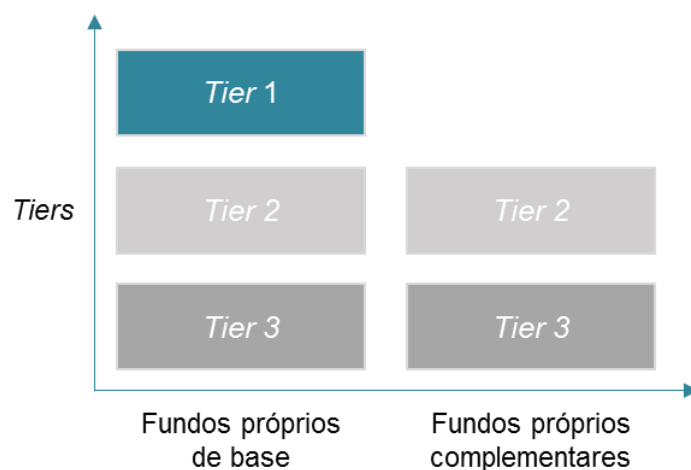 Tier 1
Tiers
Tier 2
Tier 2
Tier 3
Tier 3
Fundos próprios
de base
Fundos próprios
complementares